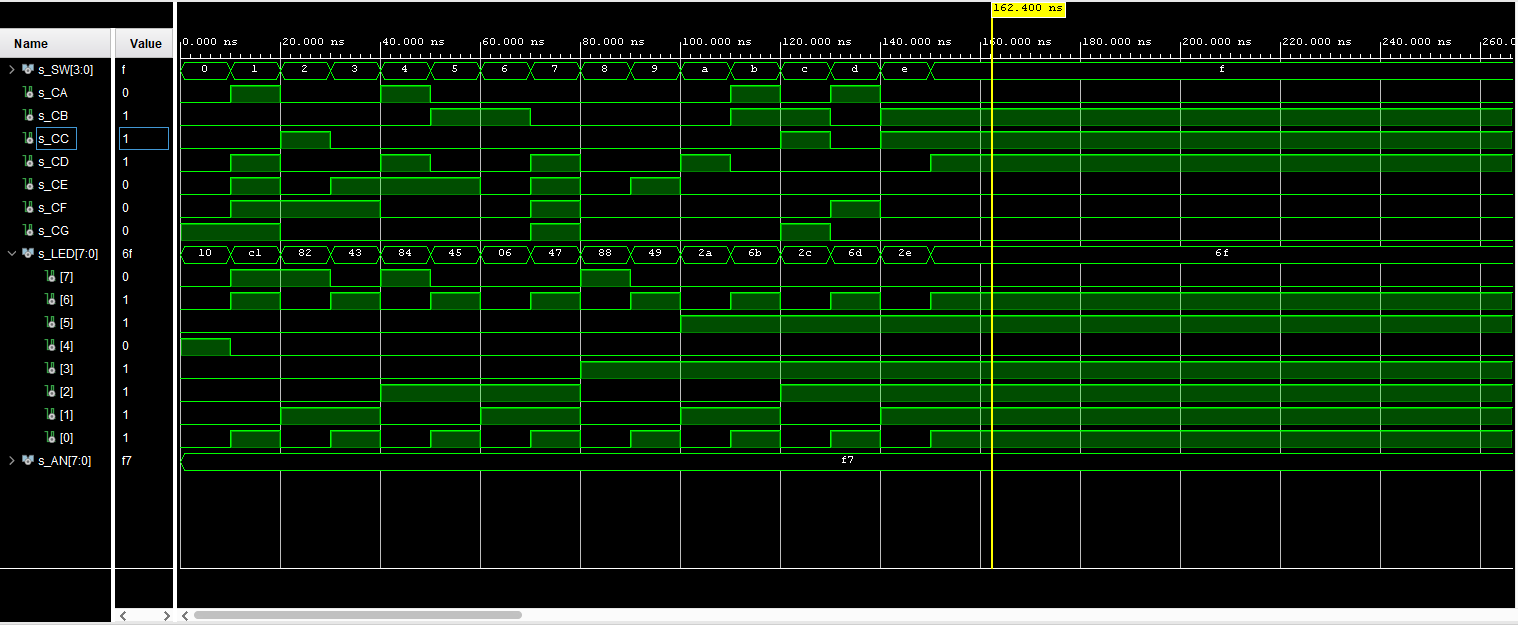 162.400 ns
Name Value
0.000 ns 20.000 ns 40.000 ns 60.000 ns 80.000 ns 100.000 ns 120.000 ns 140.000 ns 160.000 ns 180.000 ns 200.000 ns 220.000 ns 240.000 ns 260.0
s_SW[3:0] f 0 1 2 3 4 5 6 7 8 9 a b c d e f
s_CA 0
s_CB 1
s_CC 1
s_CD 1
s_CE 0
s_CF 0
s_CG 0
s_LED[7:0] 6f 10 c1 82 43 84 45 06 47 88 49 2a 6b 2c 6d 2e 6f
[7] 0
[6] 1
[5] 1
[4] 0
[3] 1
[2] 1
[1] 1
[0] 1
s_AN[7:0] f7 f7